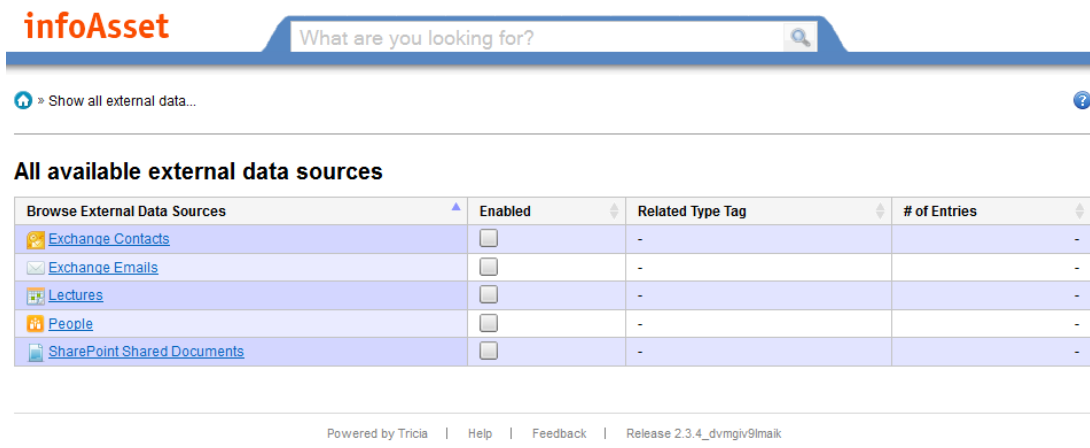 infoAsset
What are you looking for?
» Show all external data...
?
All available external data sources
Browse External Data Sources Enabled Related Type Tag # of Entries
Exchange Contacts - -
Exchange Emails - -
Lectures - -
People - -
SharePoint Shared Documents - -
Powered by Tricia | Help | Feedback | Release 2.3.4_dvmgiv9lmaik